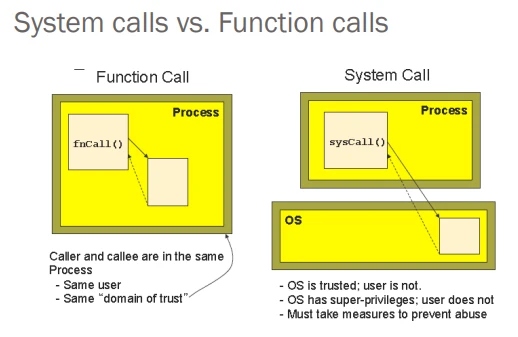 System calls vs. Function calls
Function Call
Process
fnCall()
Caller and callee are in the same
Process
- Same user
- Same “domain of trust”
System Call
Process
sysCall()
OS
- OS is trusted; user is not.
- OS has super-privileges; user does not
- Must take measures to prevent abuse